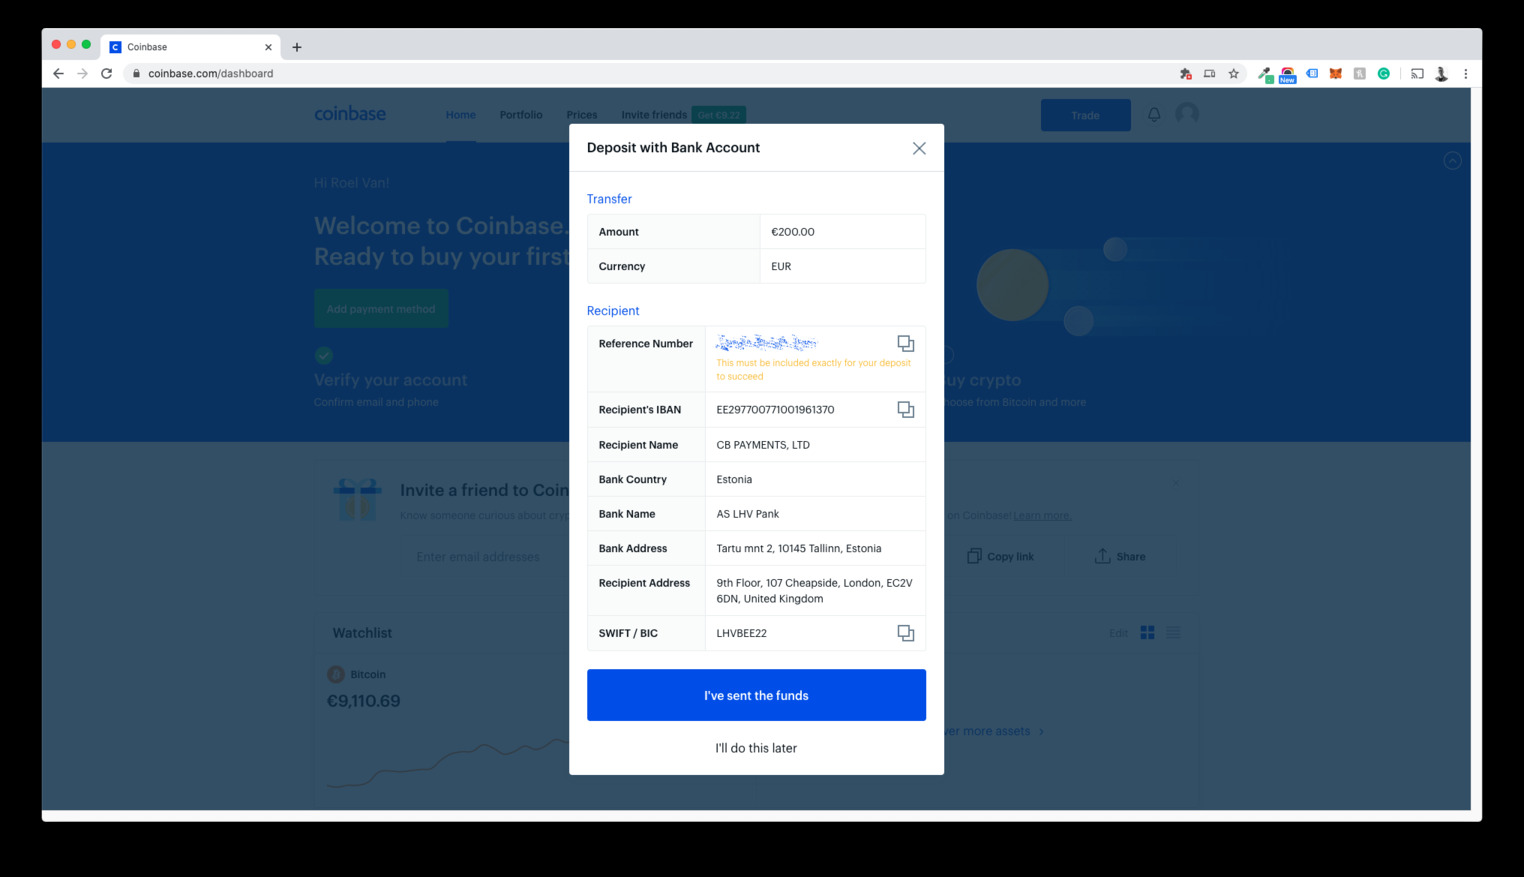 Coinbase
coinbase.com/dashboard
New
coinbase
Home
Portfolio
Prices
Invite friends
Get €9.22
Trade
Hi Roel Van!
Welcome to Coinbase.
Ready to buy your first
Add payment method
Verify your account
Confirm email and phone
crypto
from Bitcoin and more
Deposit with Bank Account
Transfer
Amount
€200.00
Currency
EUR
Recipient
Reference Number
This must be included exactly for your deposit
to succeed
Recipient's IBAN
EE297700771001961370
Recipient Name
CB PAYMENTS, LTD
Bank Country
Estonia
Bank Name
AS LHV Pank
Bank Address
Tartu mnt 2, 10145 Tallinn, Estonia
Recipient Address
9th Floor, 107 Cheapside, London, EC2V
6DN, United Kingdom
SWIFT / BIC
LHVBEE22
I've sent the funds
I'll do this later
Invite a friend to Coin
Know someone curious about cryp
on Coinbase! Learn more.
Enter email addresses
Copy link
Share
Watchlist
Edit
Bitcoin
€9,110.69
more assets